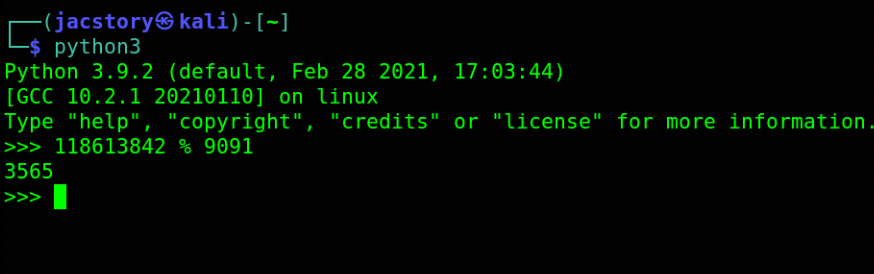 ┌──(jacstory㉿kali)-[~]
└─$ python3
Python 3.9.2 (default, Feb 28 2021, 17:03:44)
[GCC 10.2.1 20210110] on linux
Type "help", "copyright", "credits" or "license" for more information.
>>> 118613842 % 9091
3565
>>>